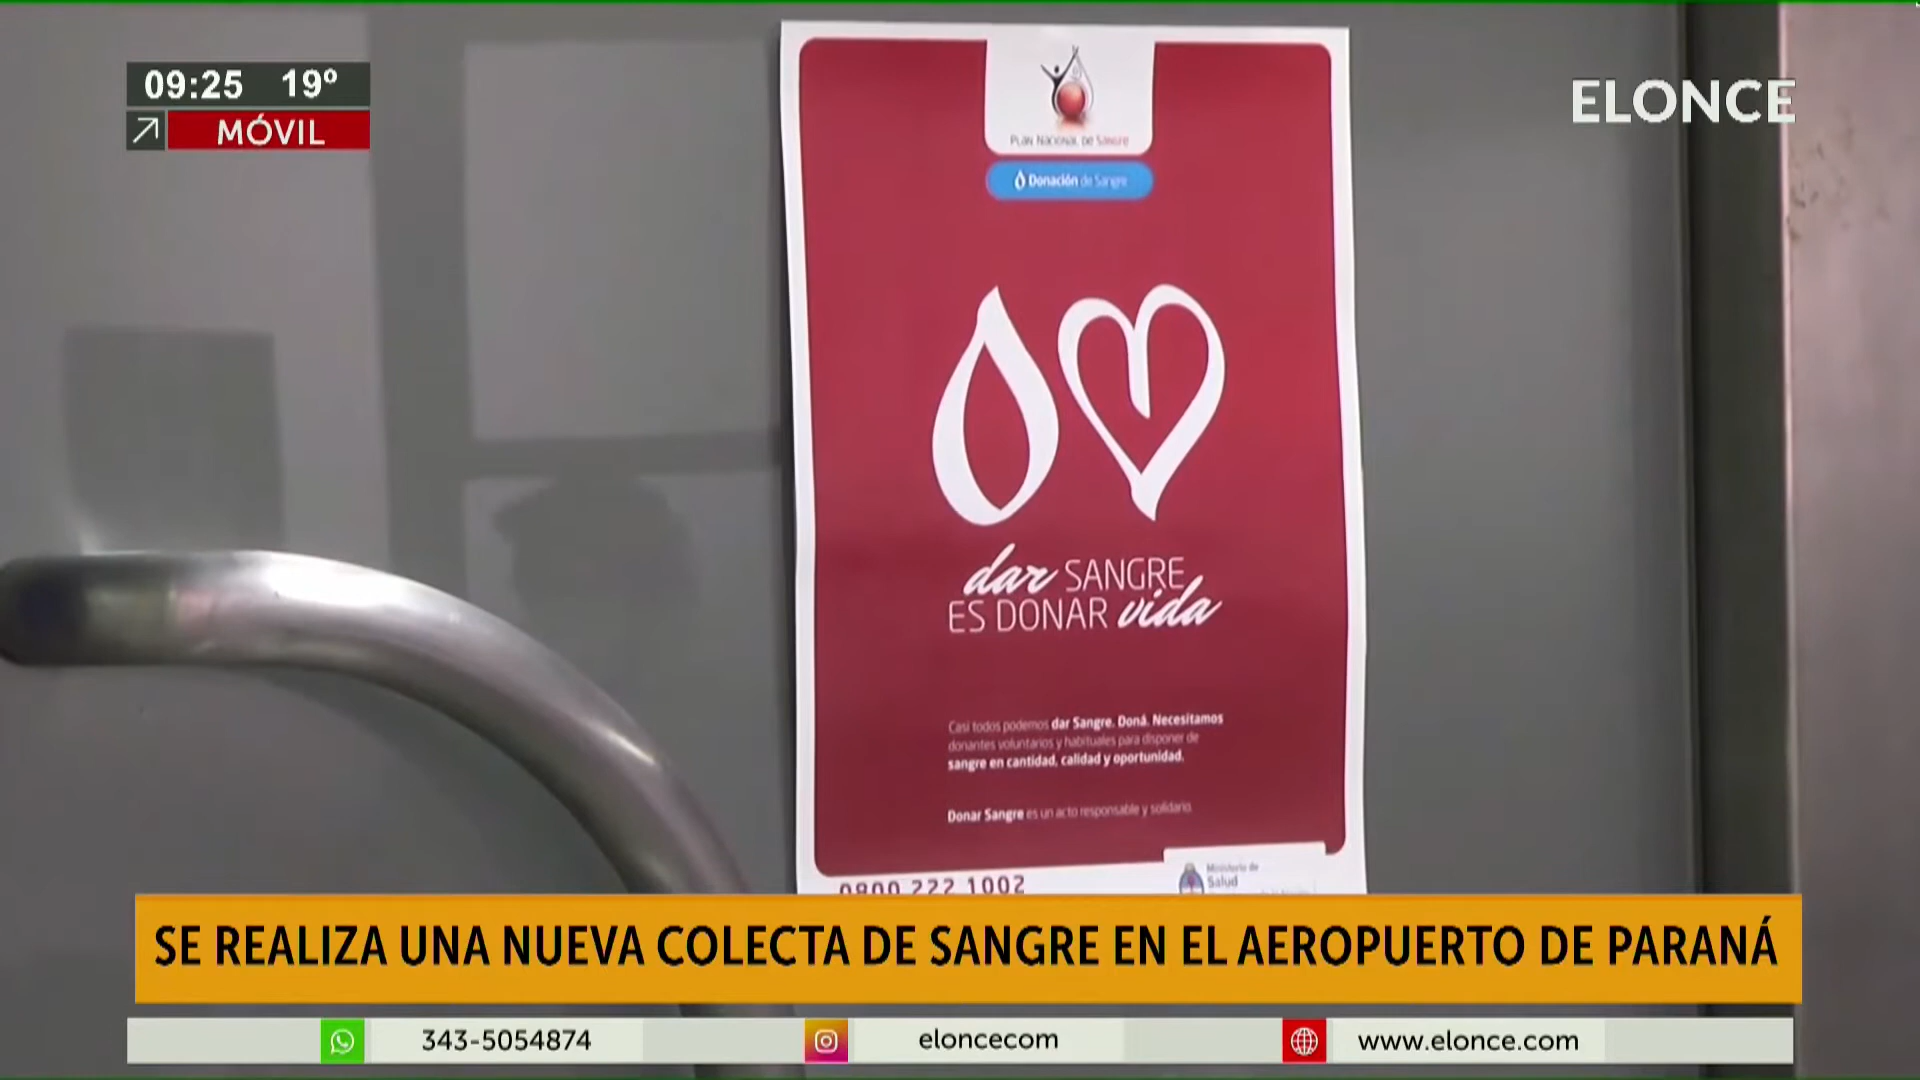 09:25 19º
MÓVIL
ELONCE
PLAN NACIONAL DE SANGRE
Donación de Sangre
dar SANGRE
ES DONAR vida
Casi todos podemos dar Sangre. Doná. Necesitamos
donantes voluntarios y habituales para disponer de
sangre en cantidad, calidad y oportunidad.
Donar Sangre es un acto responsable y solidario.
0800 222 1002
Ministerio de
Salud
SE REALIZA UNA NUEVA COLECTA DE SANGRE EN EL AEROPUERTO DE PARANÁ
343-5054874
eloncecom
www.elonce.com